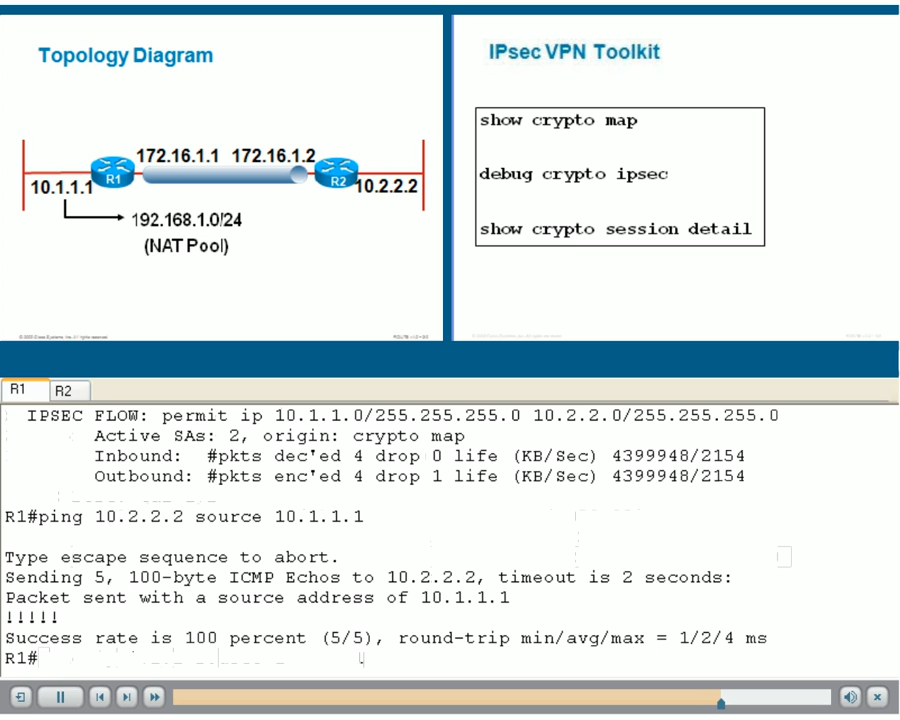 Topology Diagram
172.16.1.1 172.16.1.2
R1
R2
10.1.1.1
10.2.2.2
192.168.1.0/24
(NAT Pool)
IPsec VPN Toolkit
show crypto map
debug crypto ipsec
show crypto session detail
R1
R2
IPSEC FLOW: permit ip 10.1.1.0/255.255.255.0 10.2.2.0/255.255.255.0
Active SAs: 2, origin: crypto map
Inbound: #pkts dec'ed 4 drop 0 life (KB/Sec) 4399948/2154
Outbound: #pkts enc'ed 4 drop 1 life (KB/Sec) 4399948/2154
R1#ping 10.2.2.2 source 10.1.1.1
Type escape sequence to abort.
Sending 5, 100-byte ICMP Echos to 10.2.2.2, timeout is 2 seconds:
Packet sent with a source address of 10.1.1.1
!!!!!
Success rate is 100 percent (5/5), round-trip min/avg/max = 1/2/4 ms
R1#